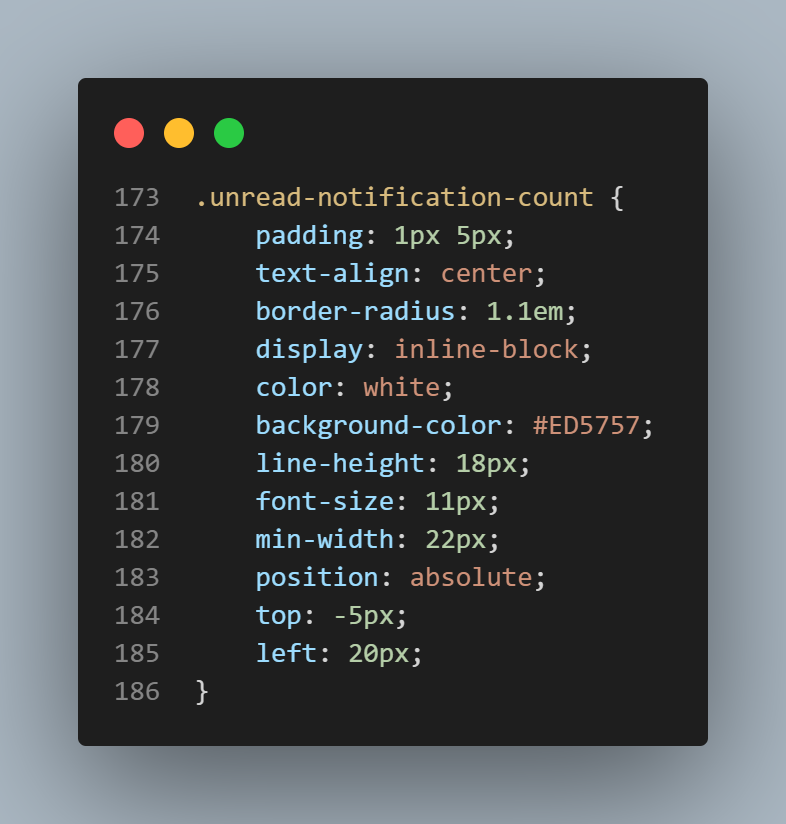 173 .unread-notification-count {
174     padding: 1px 5px;
175     text-align: center;
176     border-radius: 1.1em;
177     display: inline-block;
178     color: white;
179     background-color: #ED5757;
180     line-height: 18px;
181     font-size: 11px;
182     min-width: 22px;
183     position: absolute;
184     top: -5px;
185     left: 20px;
186 }